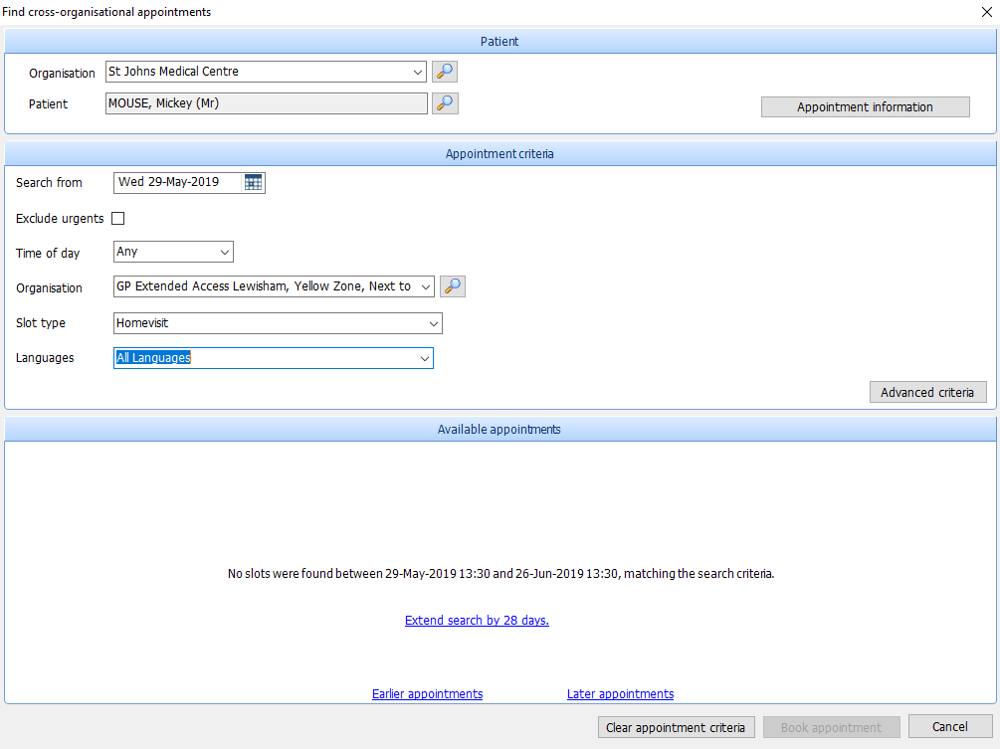 Find cross-organisational appointments
Patient
Organisation St Johns Medical Centre
Patient MOUSE, Mickey (Mr)
Appointment information
Appointment criteria
Search from Wed 29-May-2019
Exclude urgents
Time of day Any
Organisation GP Extended Access Lewisham, Yellow Zone, Next to
Slot type Homevisit
Languages All Languages
Advanced criteria
Available appointments
No slots were found between 29-May-2019 13:30 and 26-Jun-2019 13:30, matching the search criteria.
Extend search by 28 days.
Earlier appointments Later appointments
Clear appointment criteria Book appointment Cancel